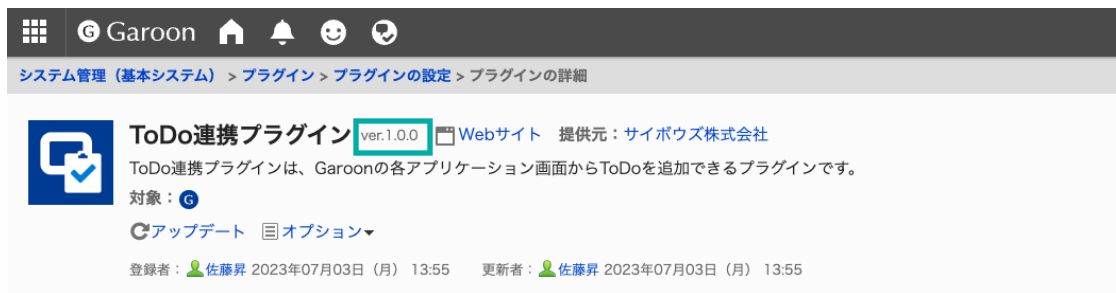 G Garoon
システム管理（基本システム） > プラグイン > プラグインの設定 > プラグインの詳細
ToDo連携プラグイン ver.1.0.0 Webサイト 提供元：サイボウズ株式会社
ToDo連携プラグインは、Garoonの各アプリケーション画面からToDoを追加できるプラグインです。
対象： G
アップデート オプション
登録者： 佐藤昇 2023年07月03日（月） 13:55 更新者： 佐藤昇 2023年07月03日（月） 13:55